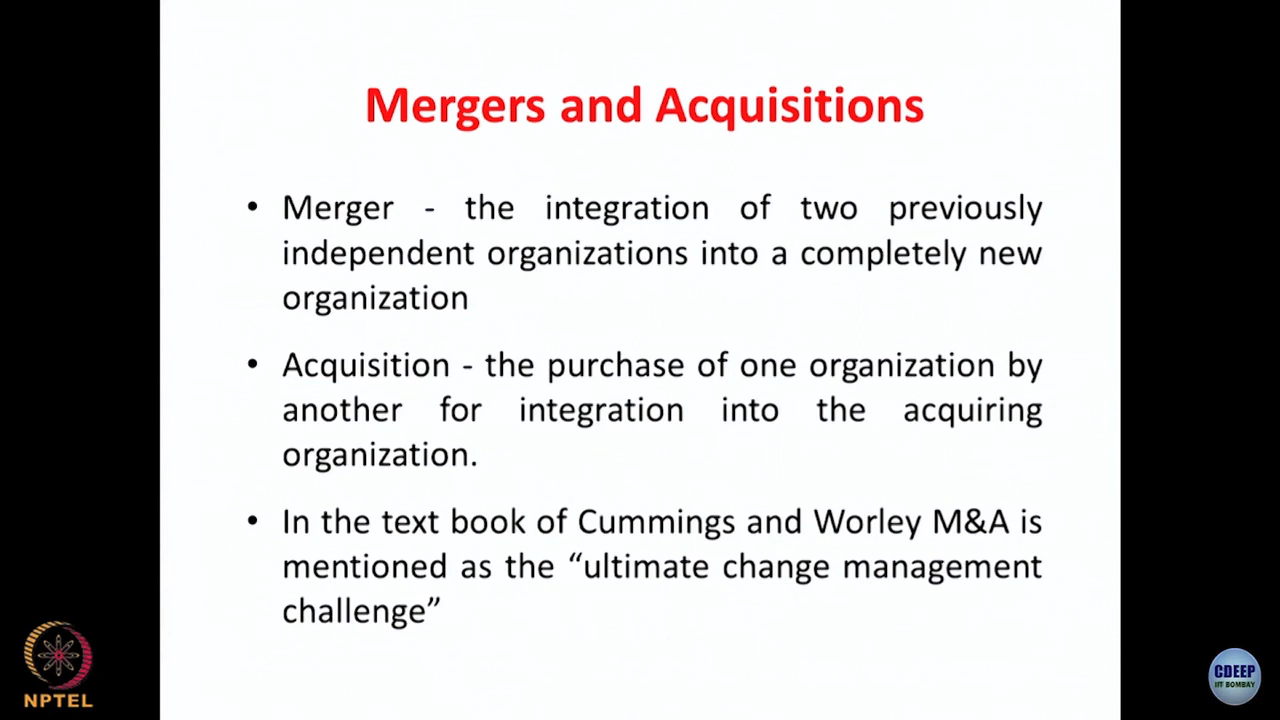 Mergers and Acquisitions
• Merger - the integration of two previously
independent organizations into a completely new
organization
• Acquisition - the purchase of one organization by
another for integration into the acquiring
organization.
• In the text book of Cummings and Worley M&A is
mentioned as the “ultimate change management
challenge”
NPTEL
CDEEP
IIT BOMBAY